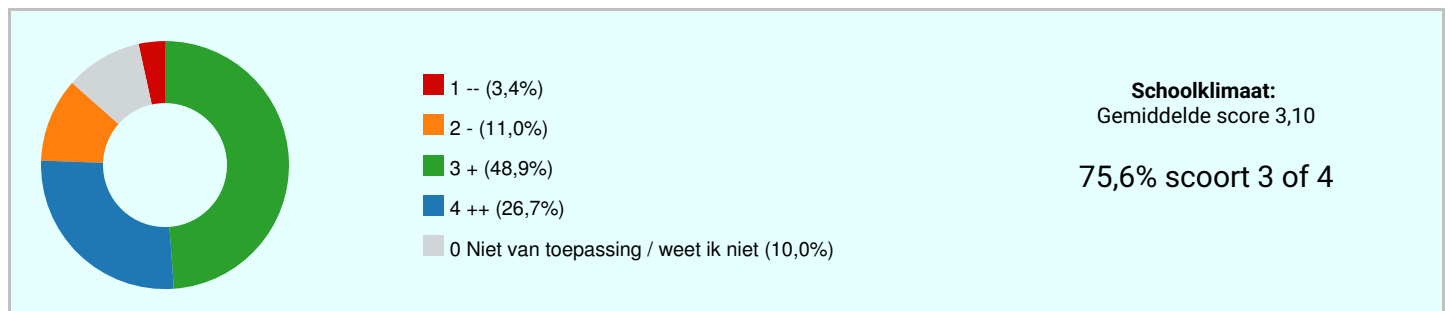 1 -- (3,4%)
2 - (11,0%)
3 + (48,9%)
4 ++ (26,7%)
0 Niet van toepassing / weet ik niet (10,0%)
Schoolklimaat:
Gemiddelde score 3,10
75,6% scoort 3 of 4